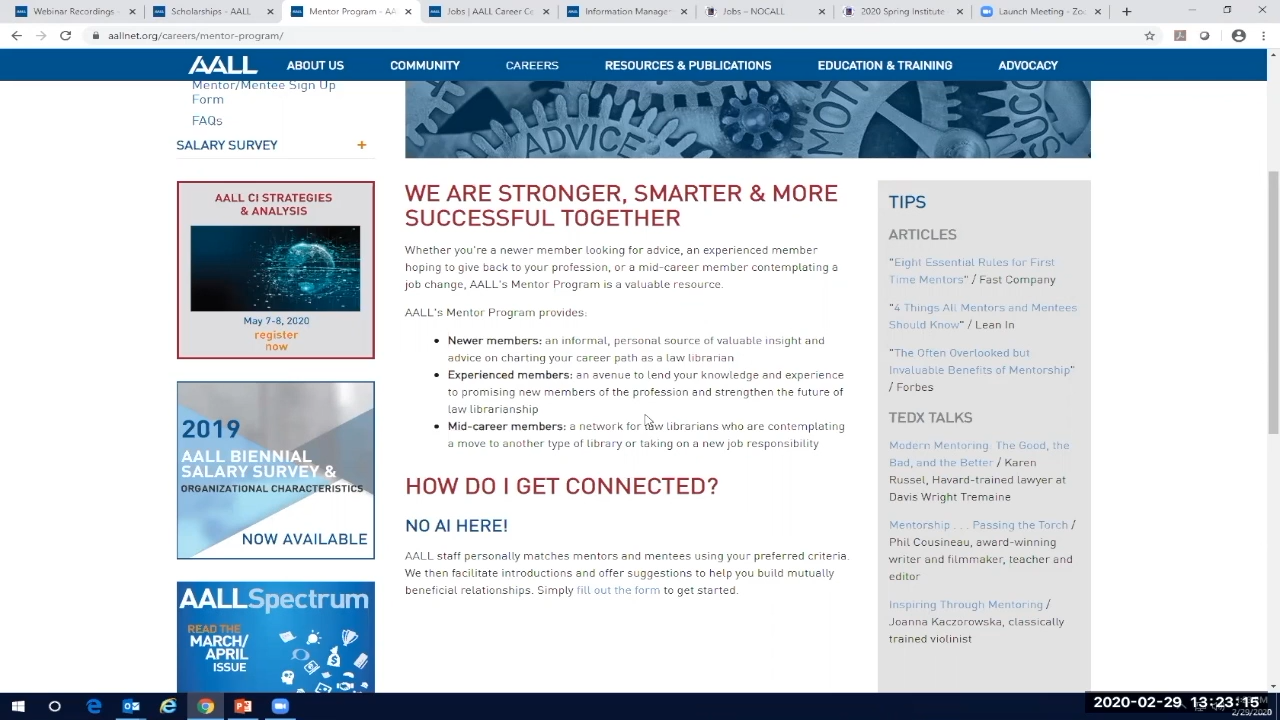 Webinar Recordings -
Scholarships - AALL
Mentor Program - AA
Jobs | AALL Career C
Information Manager
Jobs – NOCALL
2020 Spring Institute
Launch Meeting - Zo
aallnet.org/careers/mentor-program/
AALL
ABOUT US
COMMUNITY
CAREERS
RESOURCES & PUBLICATIONS
EDUCATION & TRAINING
ADVOCACY
Mentor/Mentee Sign Up
Form
FAQs
SALARY SURVEY +
AALL CI STRATEGIES
& ANALYSIS
May 7-8, 2020
register
now
2019
AALL BIENNIAL
SALARY SURVEY &
ORGANIZATIONAL CHARACTERISTICS
NOW AVAILABLE
AALLSpectrum
READ THE
MARCH/
APRIL
ISSUE
ADVICE
MOT
SUCC
WE ARE STRONGER, SMARTER & MORE
SUCCESSFUL TOGETHER
Whether you're a newer member looking for advice, an experienced member
hoping to give back to your profession, or a mid-career member contemplating a
job change, AALL's Mentor Program is a valuable resource.
AALL's Mentor Program provides:
• Newer members: an informal, personal source of valuable insight and
advice on charting your career path as a law librarian
• Experienced members: an avenue to lend your knowledge and experience
to promising new members of the profession and strengthen the future of
law librarianship
• Mid-career members: a network for law librarians who are contemplating
a move to another type of library or taking on a new job responsibility
HOW DO I GET CONNECTED?
NO AI HERE!
AALL staff personally matches mentors and mentees using your preferred criteria.
We then facilitate introductions and offer suggestions to help you build mutually
beneficial relationships. Simply fill out the form to get started.
TIPS
ARTICLES
"Eight Essential Rules for First
Time Mentors" / Fast Company
"4 Things All Mentors and Mentees
Should Know" / Lean In
"The Often Overlooked but
Invaluable Benefits of Mentorship"
/ Forbes
TEDX TALKS
Modern Mentoring: The Good, the
Bad, and the Better / Karen
Russel, Havard-trained lawyer at
Davis Wright Tremaine
Mentorship . . . Passing the Torch /
Phil Cousineau, award-winning
writer and filmmaker, teacher and
editor
Inspiring Through Mentoring /
Joanna Kaczorowska, classically
trained violinist
2020-02-29 13:23:15
2/29/2020